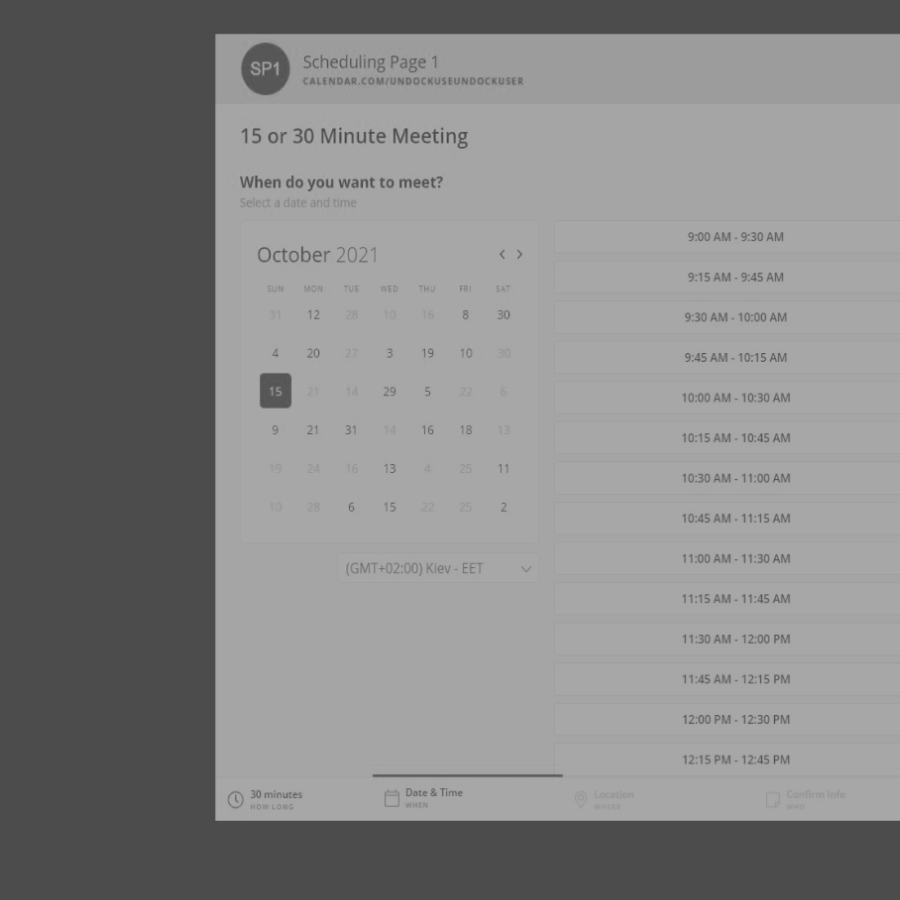 SP1
Scheduling Page 1
CALENDAR.COM/UNDOCKUSEUNDOCKUSER
15 or 30 Minute Meeting
When do you want to meet?
Select a date and time
October 2021
< >
SUN MON TUE WED THU FRI SAT
31 12 28 10 16 8 30
4 20 27 3 19 10 30
15 21 14 29 5 22 6
9 21 31 14 16 18 13
19 24 16 13 4 25 11
10 28 6 15 22 25 2
(GMT+02:00) Kiev - EET
9:00 AM - 9:30 AM
9:15 AM - 9:45 AM
9:30 AM - 10:00 AM
9:45 AM - 10:15 AM
10:00 AM - 10:30 AM
10:15 AM - 10:45 AM
10:30 AM - 11:00 AM
10:45 AM - 11:15 AM
11:00 AM - 11:30 AM
11:15 AM - 11:45 AM
11:30 AM - 12:00 PM
11:45 AM - 12:15 PM
12:00 PM - 12:30 PM
12:15 PM - 12:45 PM
30 minutes
HOW LONG
Date & Time
WHEN
Location
WHERE
Confirm Info
WHO